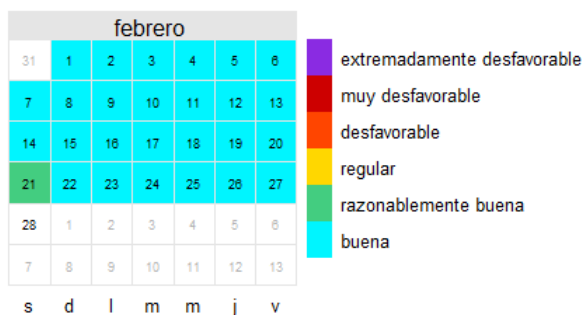 febrero
31 1 2 3 4 5 6
7 8 9 10 11 12 13
14 15 16 17 18 19 20
21 22 23 24 25 26 27
28 1 2 3 4 5 6
7 8 9 10 11 12 13
s d l m m j v
extremadamente desfavorable
muy desfavorable
desfavorable
regular
razonablemente buena
buena